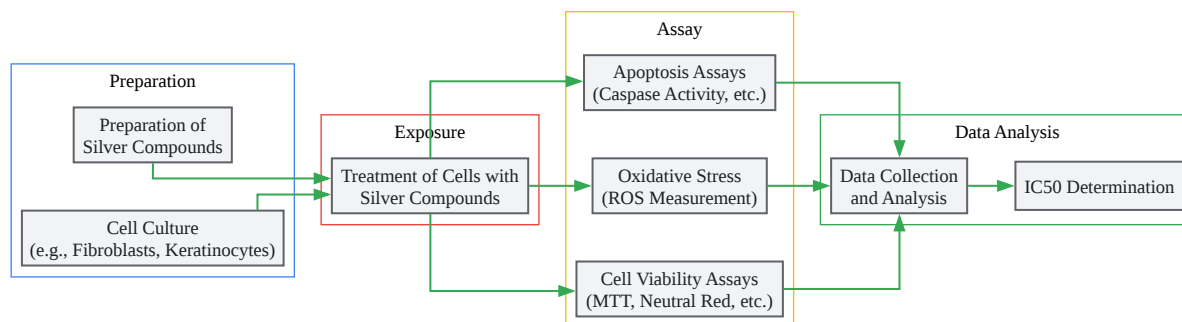 Preparation
Preparation of
Silver Compounds
Cell Culture
(e.g., Fibroblasts, Keratinocytes)
Exposure
Treatment of Cells with
Silver Compounds
Assay
Apoptosis Assays
(Caspase Activity, etc.)
Oxidative Stress
(ROS Measurement)
Cell Viability Assays
(MTT, Neutral Red, etc.)
Data Analysis
Data Collection
and Analysis
IC50 Determination